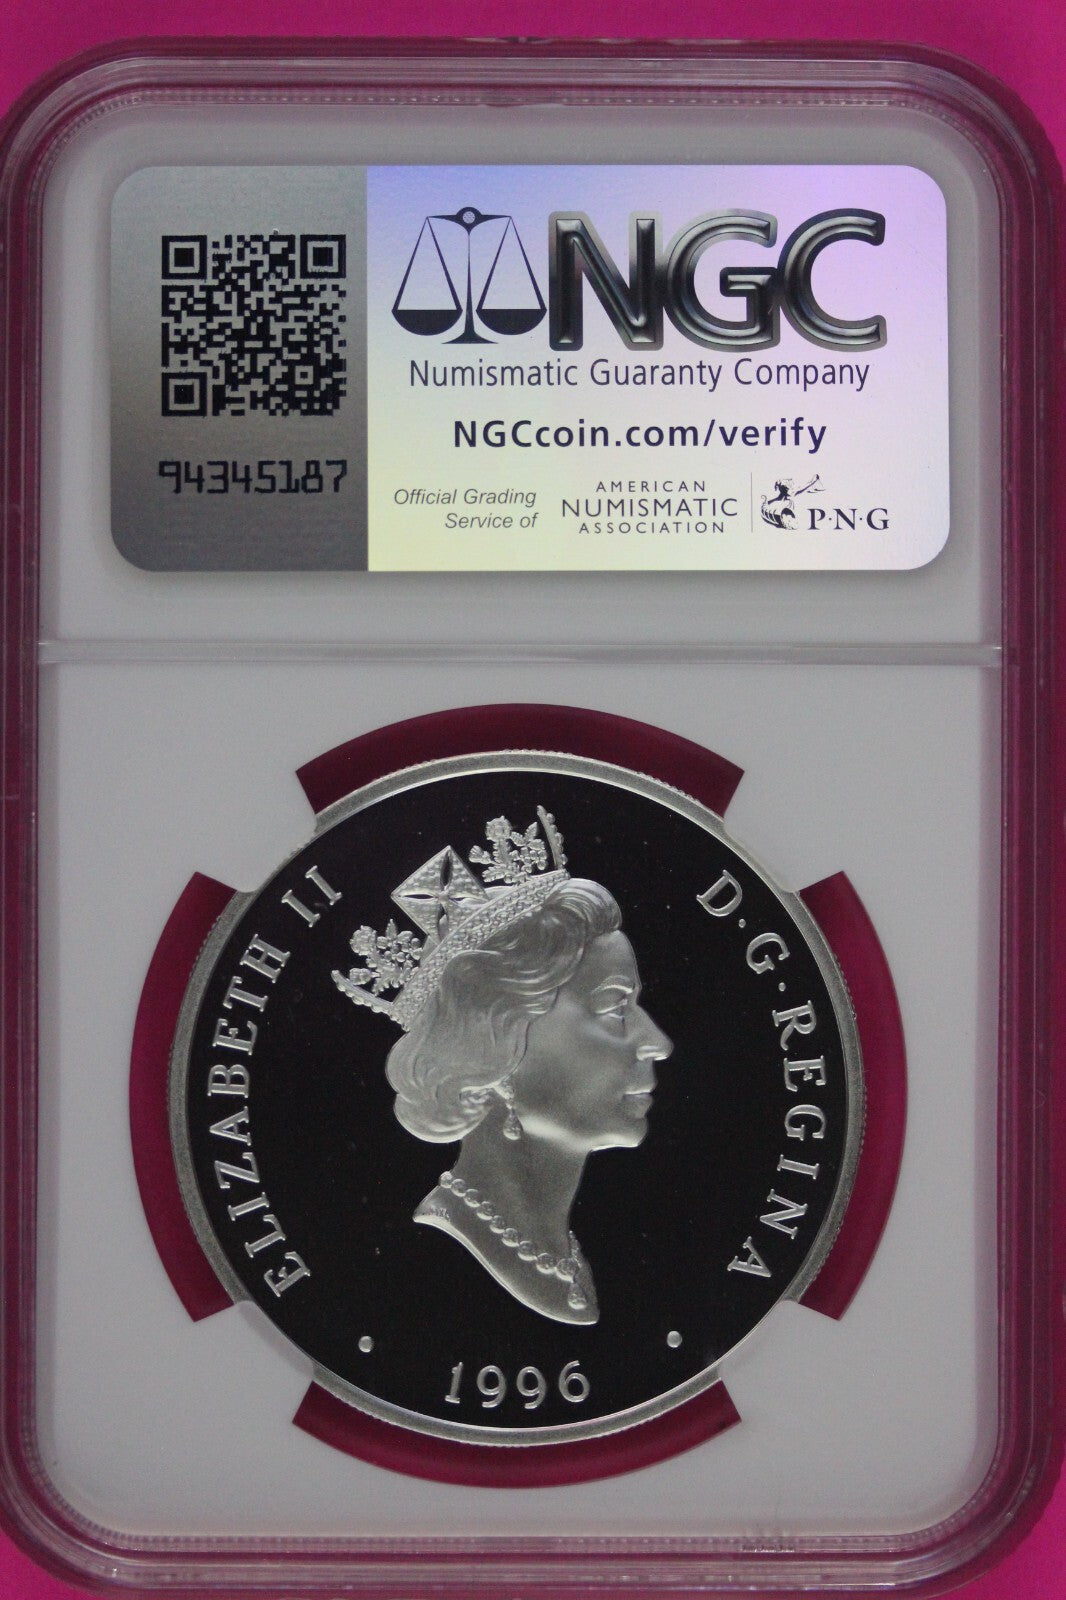 NGC
Numismatic Guaranty Company
NGCcoin.com/verify
94345187
Official Grading
Service of
AMERICAN
NUMISMATIC
ASSOCIATION
P·N·G
ELIZABETH II
D·G·REGINA
· 1996 ·